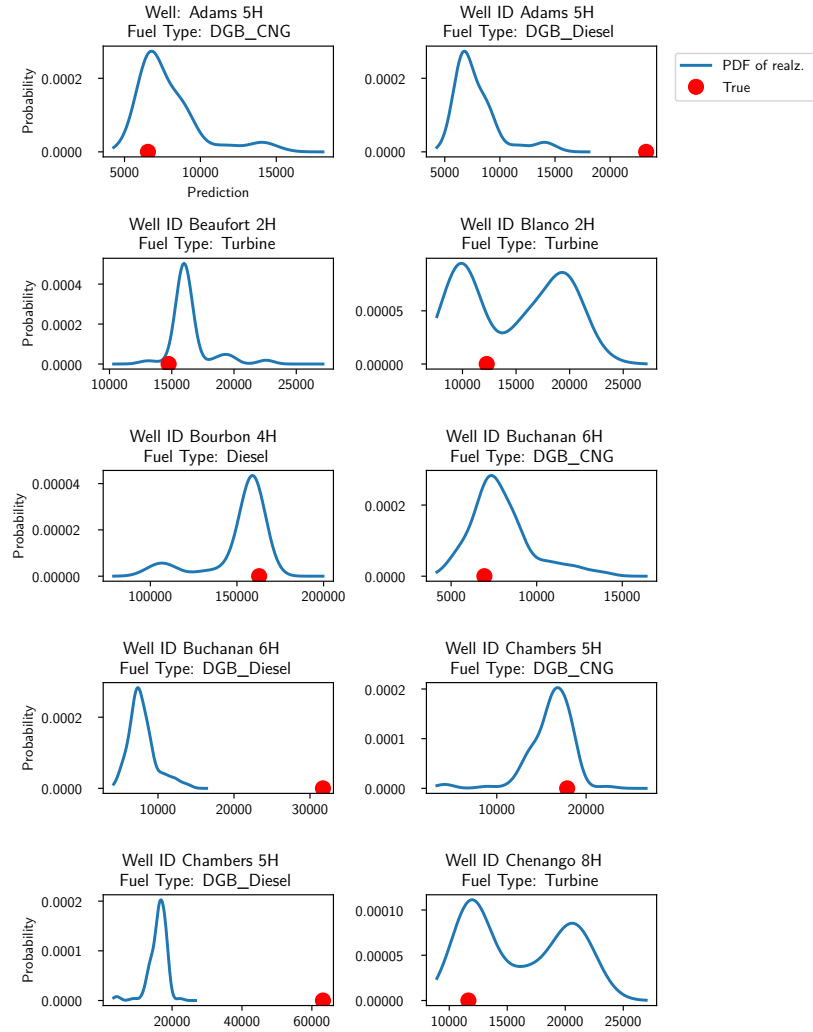 Well: Adams 5H
Fuel Type: DGB_CNG
0.0002
0.0000
Probability
5000 10000 15000
Prediction
Well ID Adams 5H
Fuel Type: DGB_Diesel
0.0002
0.0000
5000 10000 20000
PDF of realz.
True
Well ID Beaufort 2H
Fuel Type: Turbine
0.0004
0.0002
0.0000
Probability
10000 15000 20000 25000
Well ID Blanco 2H
Fuel Type: Turbine
0.00005
0.00000
10000 15000 20000 25000
Well ID Bourbon 4H
Fuel Type: Diesel
0.00004
0.00002
0.00000
Probability
100000 150000 200000
Well ID Buchanan 6H
Fuel Type: DGB_CNG
0.0002
0.0000
5000 10000 15000
Well ID Buchanan 6H
Fuel Type: DGB_Diesel
0.0002
0.0000
Probability
10000 20000 30000
Well ID Chambers 5H
Fuel Type: DGB_CNG
0.0002
0.0001
0.0000
10000 20000
Well ID Chambers 5H
Fuel Type: DGB_Diesel
0.0002
0.0001
0.0000
Probability
20000 40000 60000
Well ID Chenango 8H
Fuel Type: Turbine
0.00010
0.00005
0.00000
10000 15000 20000 25000